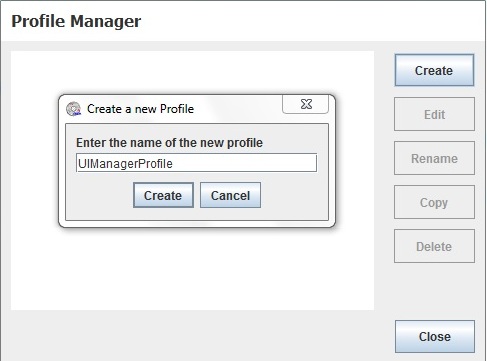 Profile Manager
Create
Create a new Profile
Edit
Enter the name of the new profile
UIManagerProfile
Rename
Create
Cancel
Copy
Delete
Close